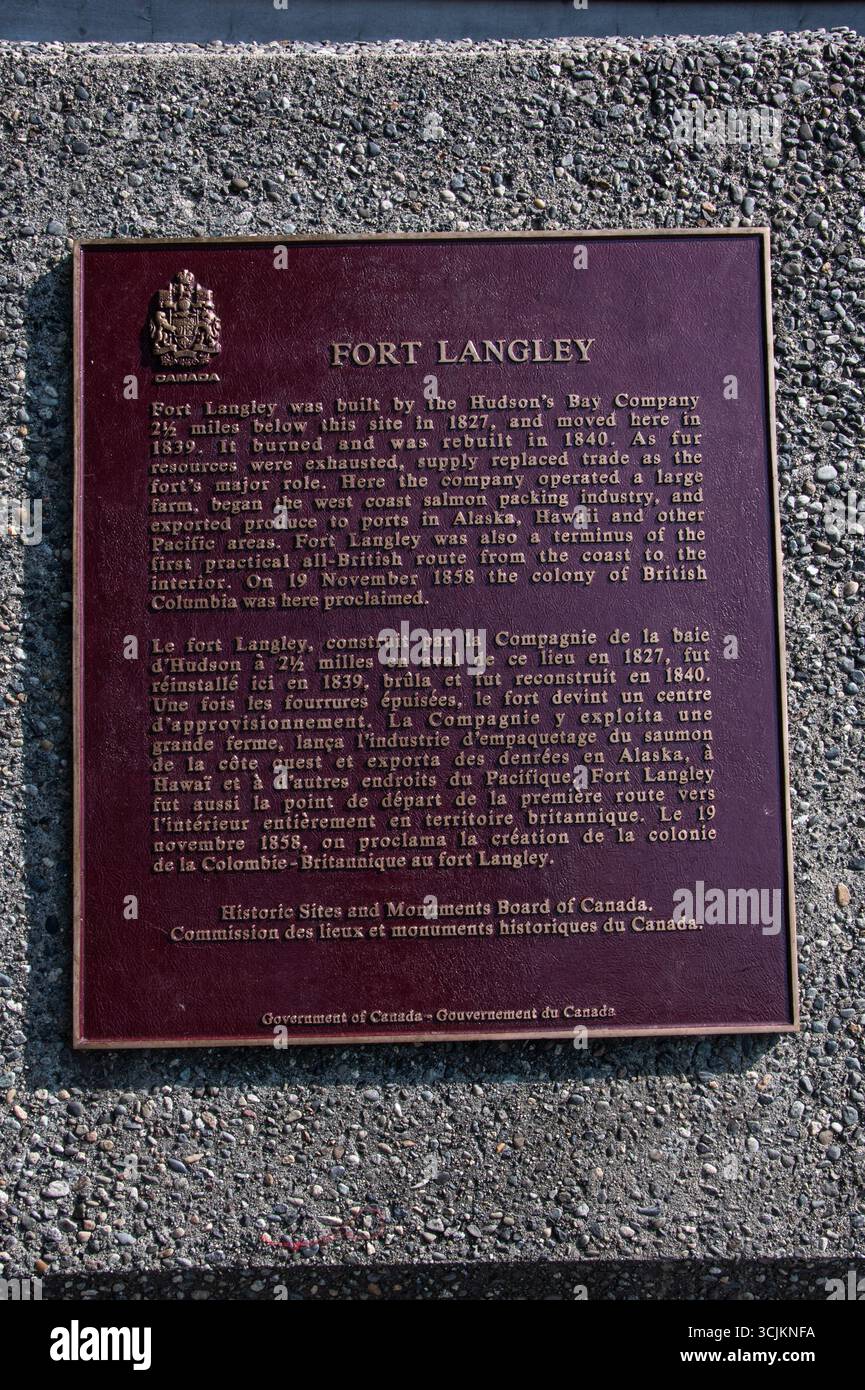 CANADA
FORT LANGLEY
Fort Langley was built by the Hudson's Bay Company
2½ miles below this site in 1827, and moved here in
1839. It burned and was rebuilt in 1840. As fur
resources were exhausted, supply replaced trade as the
fort's major role. Here the company operated a large
farm, began the west coast salmon packing industry, and
exported produce to ports in Alaska, Hawaii and other
Pacific areas. Fort Langley was also a terminus of the
first practical all-British route from the coast to the
interior. On 19 November 1858 the colony of British
Columbia was here proclaimed.
Le fort Langley, construit par la Compagnie de la baie
d'Hudson à 2½ milles en aval de ce lieu en 1827, fut
réinstallé ici en 1839, brûla et fut reconstruit en 1840.
Une fois les fourrures épuisées, le fort devint un centre
d'approvisionnement. La Compagnie y exploita une
grande ferme, lança l'industrie d'empaquetage du saumon
de la côte ouest et exporta des denrées en Alaska, à
Hawaï et à d'autres endroits du Pacifique. Fort Langley
fut aussi la point de départ de la première route vers
l'intérieur entièrement en territoire britannique. Le 19
novembre 1858, on proclama la création de la colonie
de la Colombie-Britannique au fort Langley.
Historic Sites and Monuments Board of Canada.
Commission des lieux et monuments historiques du Canada.
Government of Canada - Gouvernement du Canada
alamy
a
alamy
a
alamy
Image ID: 3CJKNFA
www.alamy.com